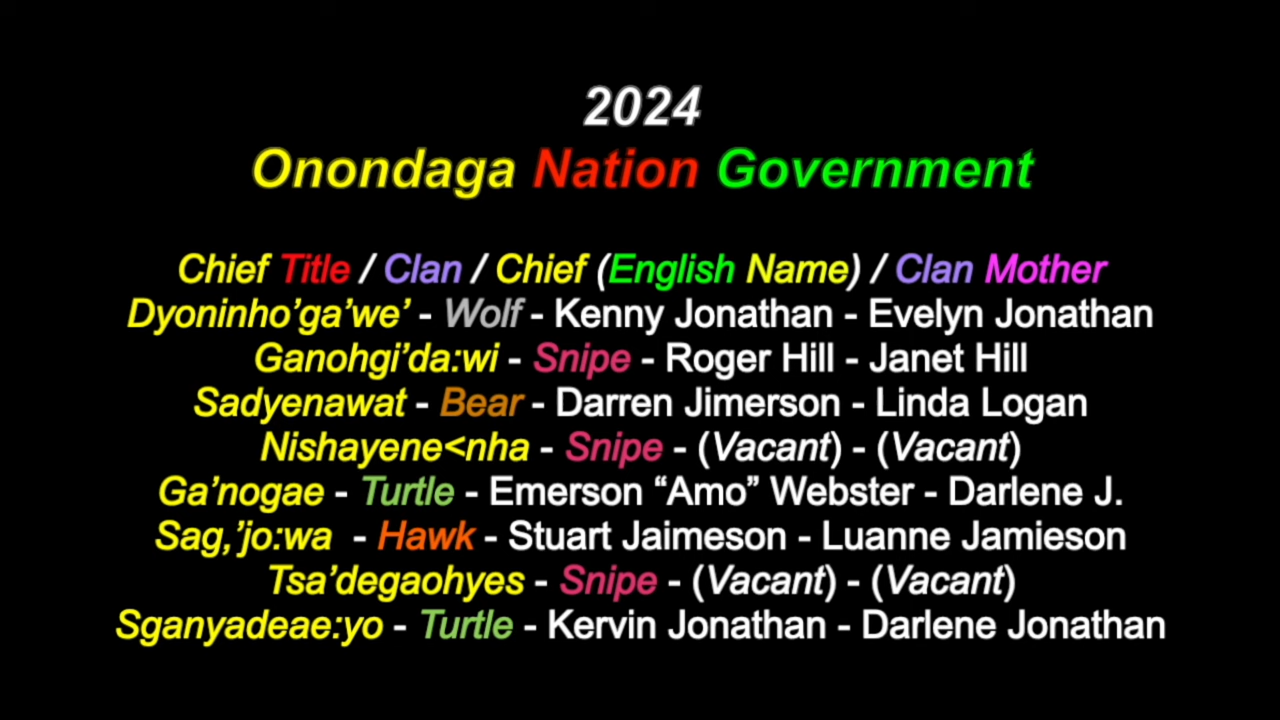 2024
Onondaga Nation Government
Chief Title / Clan / Chief (English Name) / Clan Mother
Dyoninho’ga’we’ - Wolf - Kenny Jonathan - Evelyn Jonathan
Ganohgi’da:wi - Snipe - Roger Hill - Janet Hill
Sadyenawat - Bear - Darren Jimerson - Linda Logan
Nishayene<nha - Snipe - (Vacant) - (Vacant)
Ga’nogae - Turtle - Emerson “Amo” Webster - Darlene J.
Sag,’jo:wa - Hawk - Stuart Jaimeson - Luanne Jamieson
Tsa’degaohyes - Snipe - (Vacant) - (Vacant)
Sganyadeae:yo - Turtle - Kervin Jonathan - Darlene Jonathan